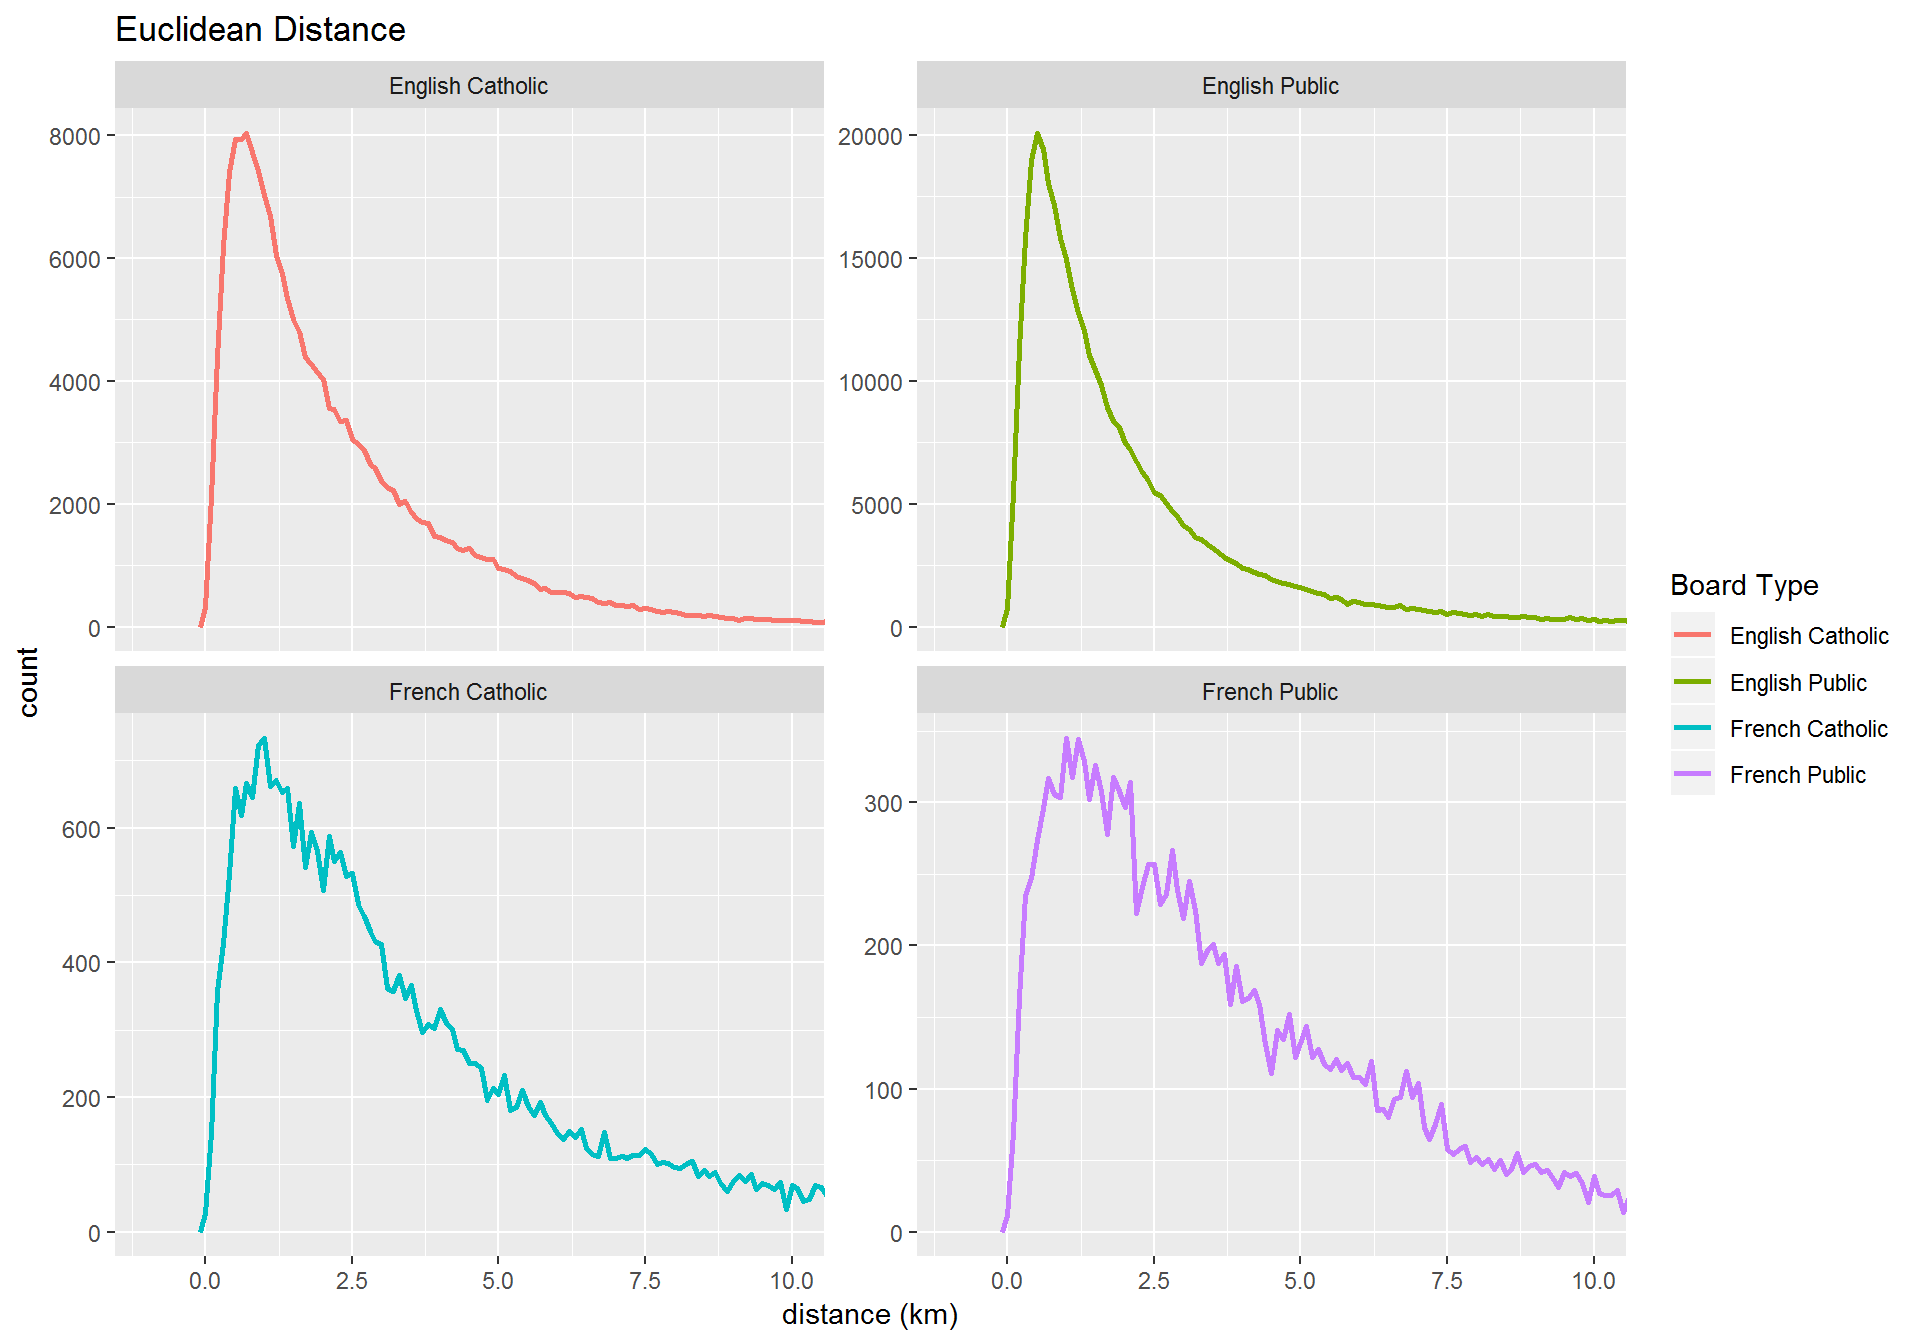 Euclidean Distance
English Catholic
English Public
8000
6000
4000
2000
0
20000
15000
10000
5000
0
count
French Catholic
French Public
600
400
200
0
300
200
100
0
0.0 2.5 5.0 7.5 10.0
0.0 2.5 5.0 7.5 10.0
distance (km)
Board Type
English Catholic
English Public
French Catholic
French Public